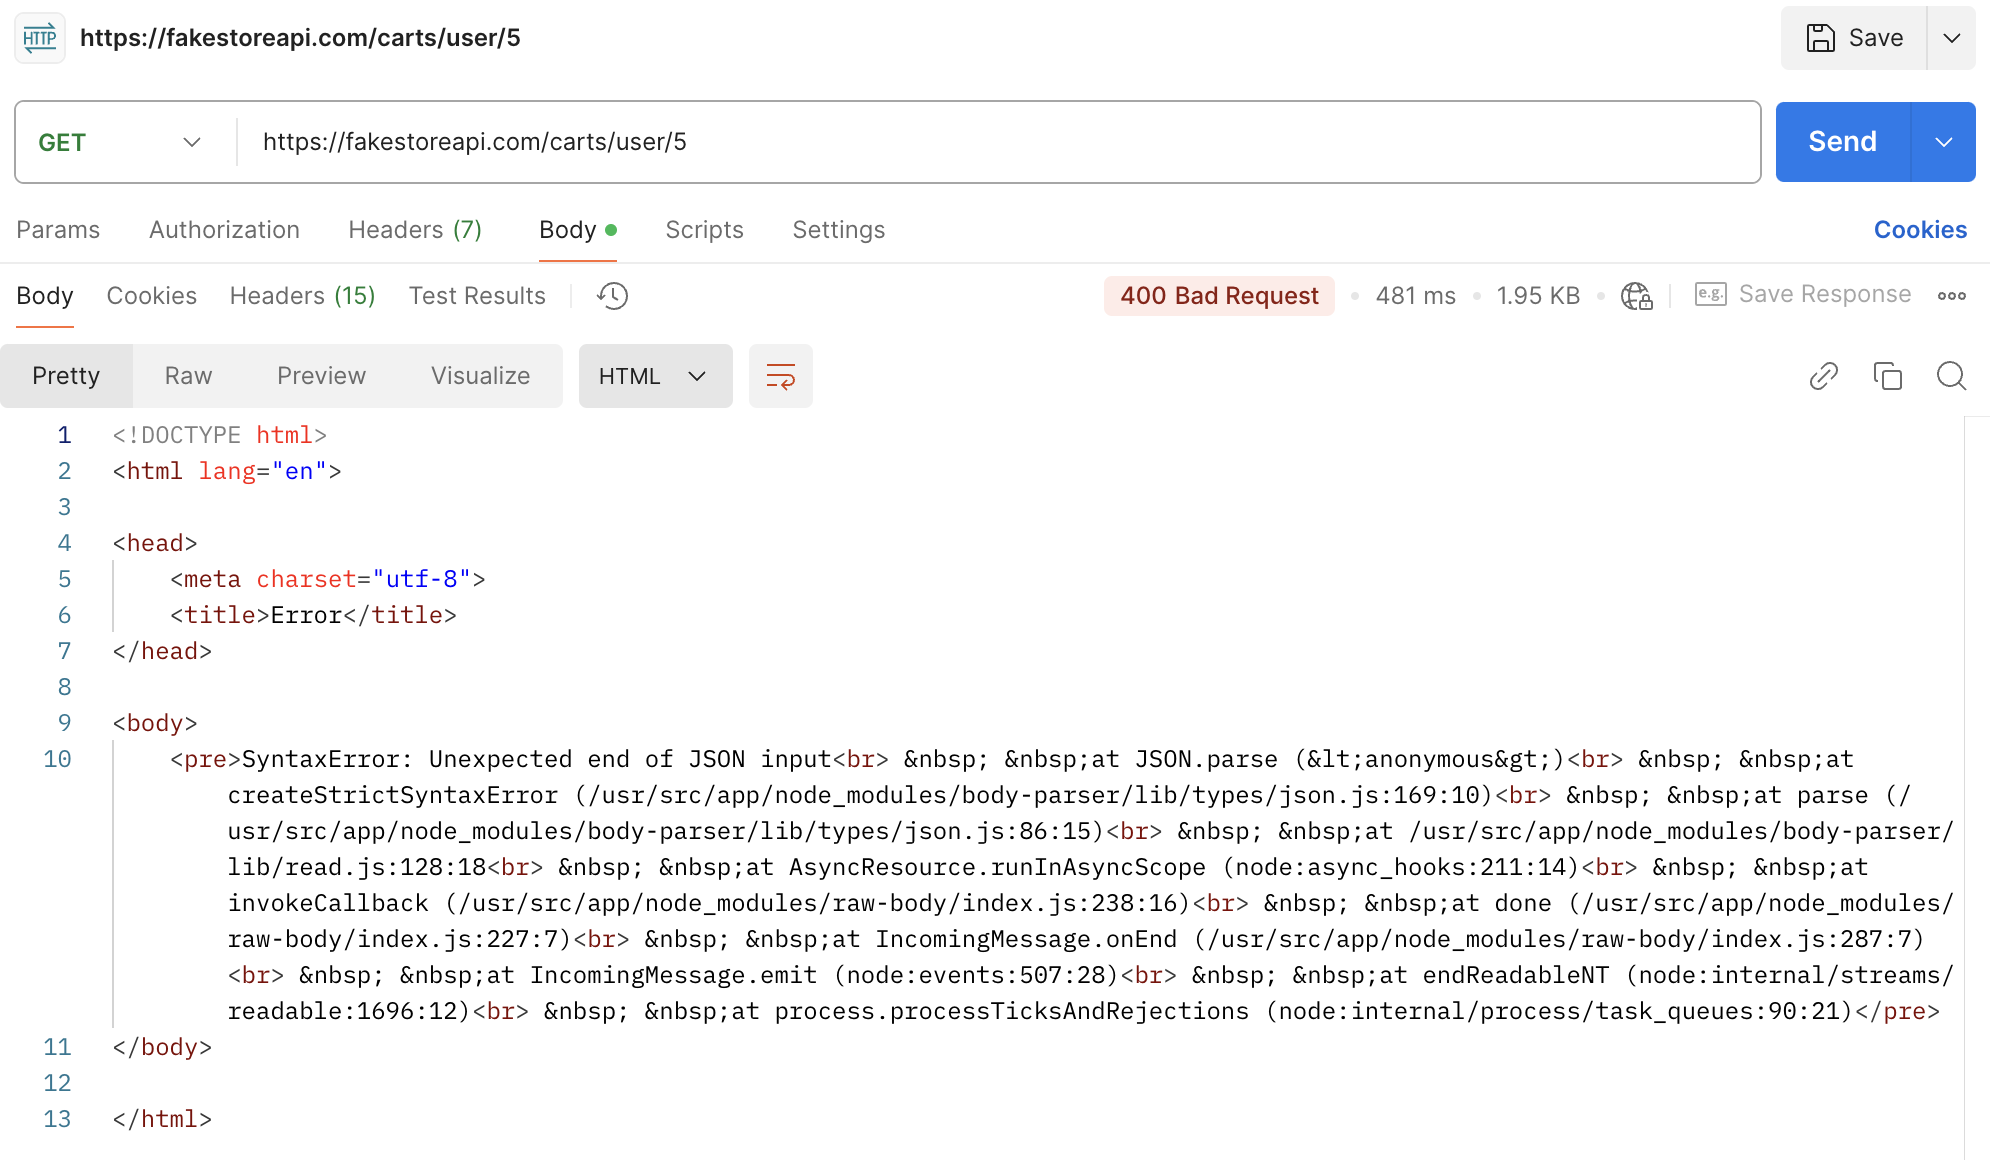 HTTP https://fakestoreapi.com/carts/user/5 Save
GET https://fakestoreapi.com/carts/user/5 Send
Params Authorization Headers (7) Body Scripts Settings Cookies
Body Cookies Headers (15) Test Results 400 Bad Request 481 ms 1.95 KB e.g. Save Response
Pretty Raw Preview Visualize HTML
1 <!DOCTYPE html>
2 <html lang="en">
3
4 <head>
5 <meta charset="utf-8">
6 <title>Error</title>
7 </head>
8
9 <body>
10 <pre>SyntaxError: Unexpected end of JSON input<br> &nbsp; &nbsp;at JSON.parse (&lt;anonymous&gt;)<br> &nbsp; &nbsp;at
createStrictSyntaxError (/usr/src/app/node_modules/body-parser/lib/types/json.js:169:10)<br> &nbsp; &nbsp;at parse (/
usr/src/app/node_modules/body-parser/lib/types/json.js:86:15)<br> &nbsp; &nbsp;at /usr/src/app/node_modules/body-parser/
lib/read.js:128:18<br> &nbsp; &nbsp;at AsyncResource.runInAsyncScope (node:async_hooks:211:14)<br> &nbsp; &nbsp;at
invokeCallback (/usr/src/app/node_modules/raw-body/index.js:238:16)<br> &nbsp; &nbsp;at done (/usr/src/app/node_modules/
raw-body/index.js:227:7)<br> &nbsp; &nbsp;at IncomingMessage.onEnd (/usr/src/app/node_modules/raw-body/index.js:287:7)
<br> &nbsp; &nbsp;at IncomingMessage.emit (node:events:507:28)<br> &nbsp; &nbsp;at endReadableNT (node:internal/streams/
readable:1696:12)<br> &nbsp; &nbsp;at process.processTicksAndRejections (node:internal/process/task_queues:90:21)</pre>
11 </body>
12
13 </html>